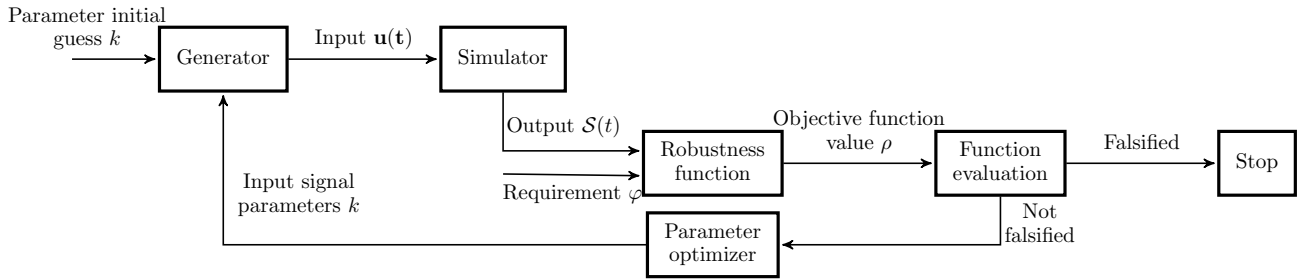 Parameter initial
guess k
Generator
Input u(t)
Simulator
Output 𝒮(t)
Requirement φ
Robustness
function
Objective function
value ρ
Function
evaluation
Falsified
Stop
Not
falsified
Parameter
optimizer
Input signal
parameters k